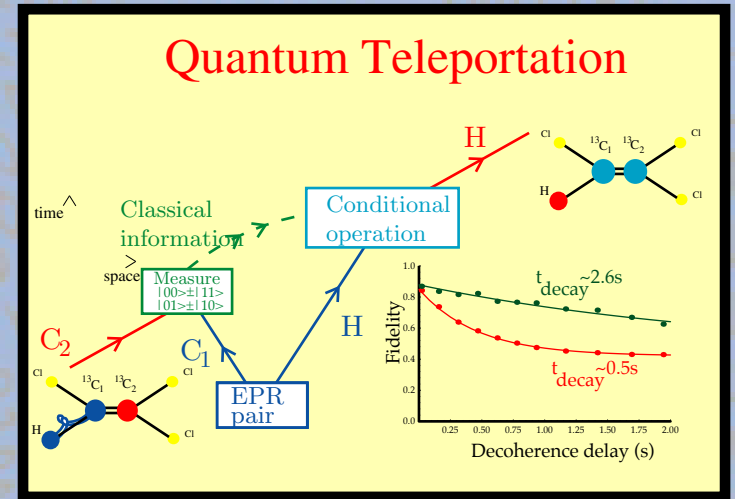 Quantum Teleportation
H
Cl
¹³C₁ ¹³C₂
Cl
H
Cl
time
space
Classical
information
Conditional
operation
Measure
|00>±|11>
|01>±|10>
C₂
C₁
H
EPR
pair
Cl
¹³C₁ ¹³C₂
Cl
H
Cl
Fidelity
1.0
0.8
0.6
0.4
0.2
0.0
t decay ~2.6s
t decay ~0.5s
0.25 0.50 0.75 1.00 1.25 1.50 1.75 2.00
Decoherence delay (s)